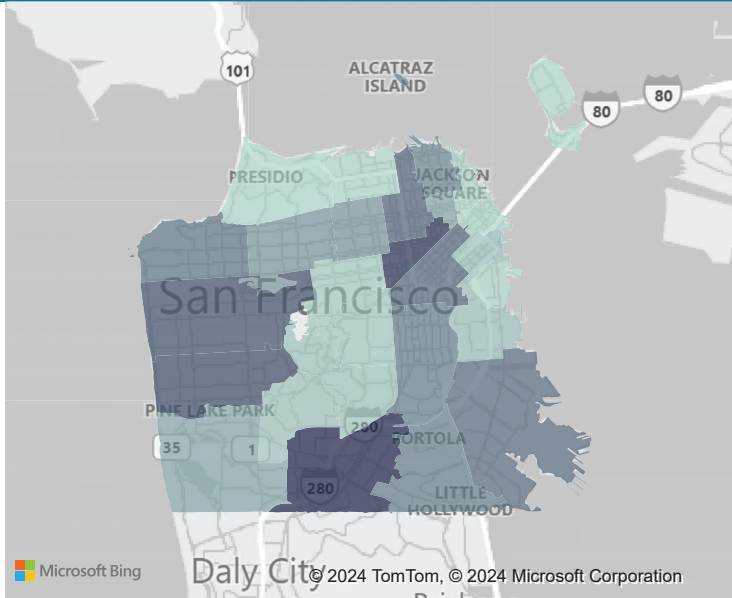 101
ALCATRAZ
ISLAND
80
80
PRESIDIO
JACKSON
SQUARE
San Francisco
PINE LAKE PARK
280
35
1
PORTOLA
280
LITTLE
HOLLYWOOD
Microsoft Bing
Daly City
© 2024 TomTom, © 2024 Microsoft Corporation